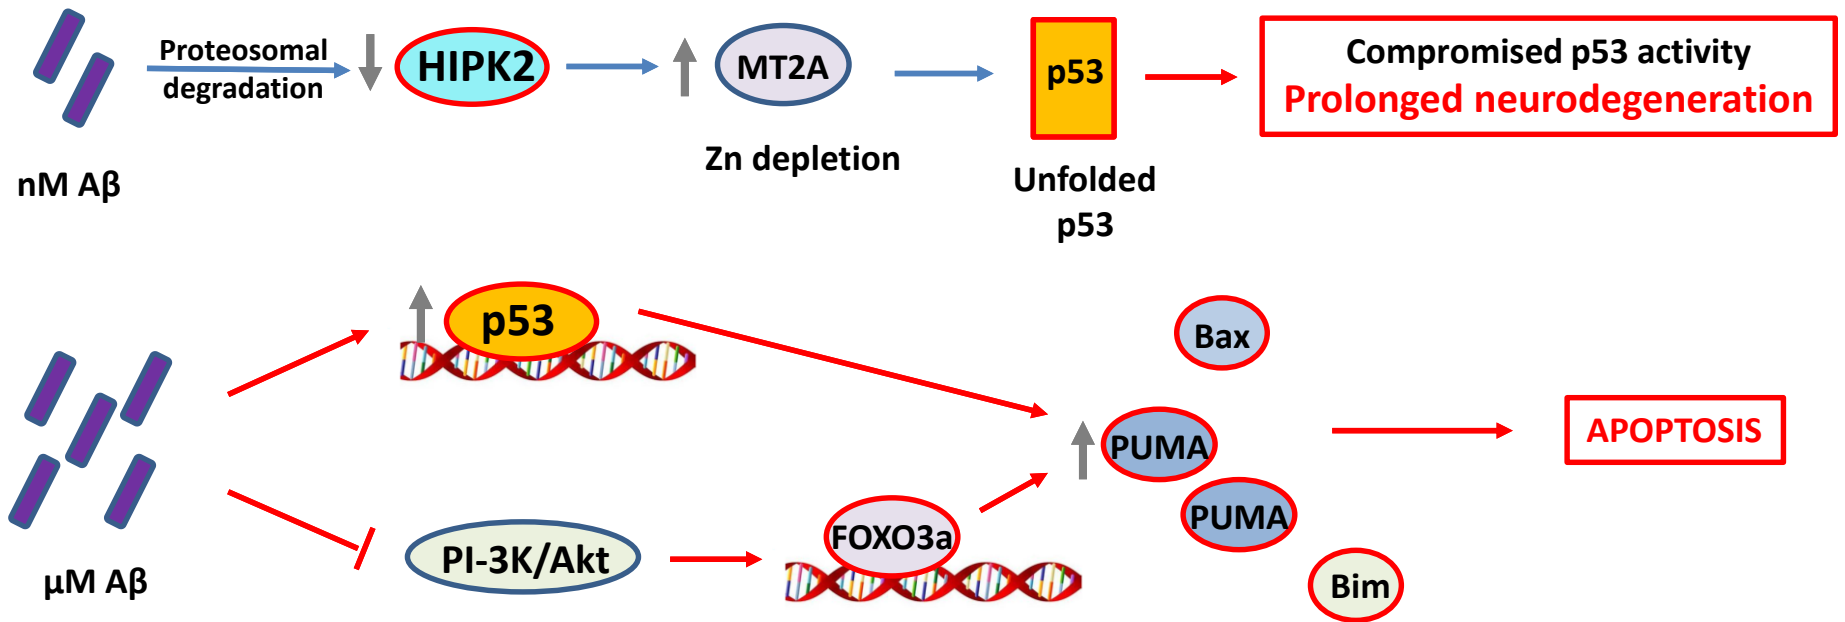 Proteosomal
degradation
HIPK2
MT2A
p53
Compromised p53 activity
Prolonged neurodegeneration
nM Aβ
Zn depletion
Unfolded
p53
p53
Bax
PUMA
APOPTOSIS
PUMA
FOXO3a
PI-3K/Akt
µM Aβ
Bim